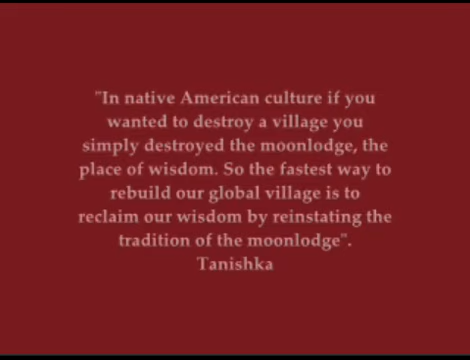 "In native American culture if you
wanted to destroy a village you
simply destroyed the moonlodge, the
place of wisdom. So the fastest way to
rebuild our global village is to
reclaim our wisdom by reinstating the
tradition of the moonlodge".
Tanishka